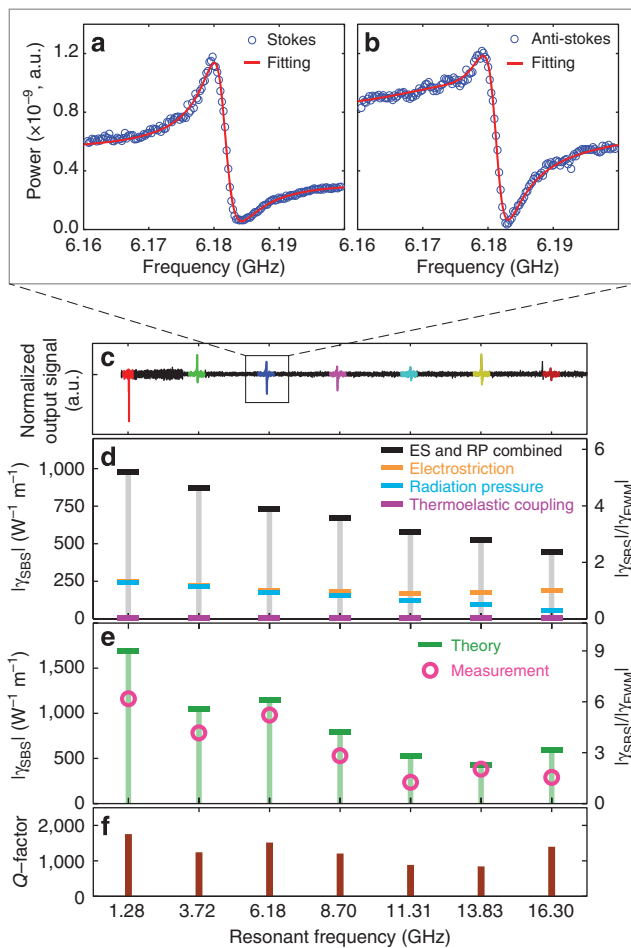 a
Stokes
Fitting
b
Anti-stokes
Fitting
Power (×10⁻⁹, a.u.)
1.2
0.8
0.4
0.0
6.16 6.17 6.18 6.19
6.16 6.17 6.18 6.19
Frequency (GHz)
Frequency (GHz)
c
Normalized
output signal
(a.u.)
d
ES and RP combined
Electrostriction
Radiation pressure
Thermoelastic coupling
|γSBS| (W⁻¹ m⁻¹)
1,000
750
500
250
0
6
4
2
0
|γSBS|/|γFWM|
e
Theory
Measurement
|γSBS| (W⁻¹ m⁻¹)
1,500
1,000
500
0
9
6
3
0
|γSBS|/|γFWM|
f
Q–factor
2,000
1,000
0
1.28 3.72 6.18 8.70 11.31 13.83 16.30
Resonant frequency (GHz)